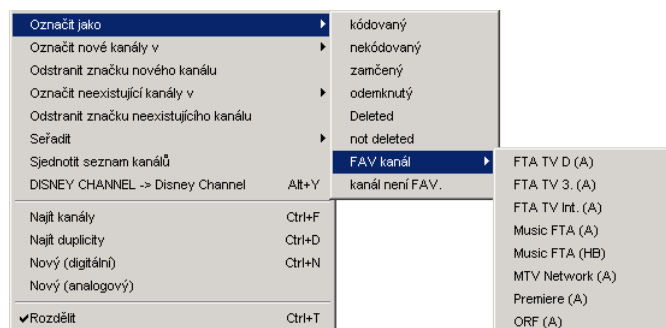 Označit jako
Označit nové kanály v
Odstranit značku nového kanálu
Označit neexistující kanály v
Odstranit značku neexistujícího kanálu
Seřadit
Sjednotit seznam kanálů
DISNEY CHANNEL -> Disney Channel Alt+Y
Najít kanály Ctrl+F
Najít duplicity Ctrl+D
Nový (digitální) Ctrl+N
Nový (analogový)
✔Rozdělit Ctrl+T
kódovaný
nekódovaný
zamčený
odemknutý
Deleted
not deleted
FAV kanál
kanál není FAV.
FTA TV D (A)
FTA TV 3. (A)
FTA TV Int. (A)
Music FTA (A)
Music FTA (HB)
MTV Network (A)
Premiere (A)
ORF (A)